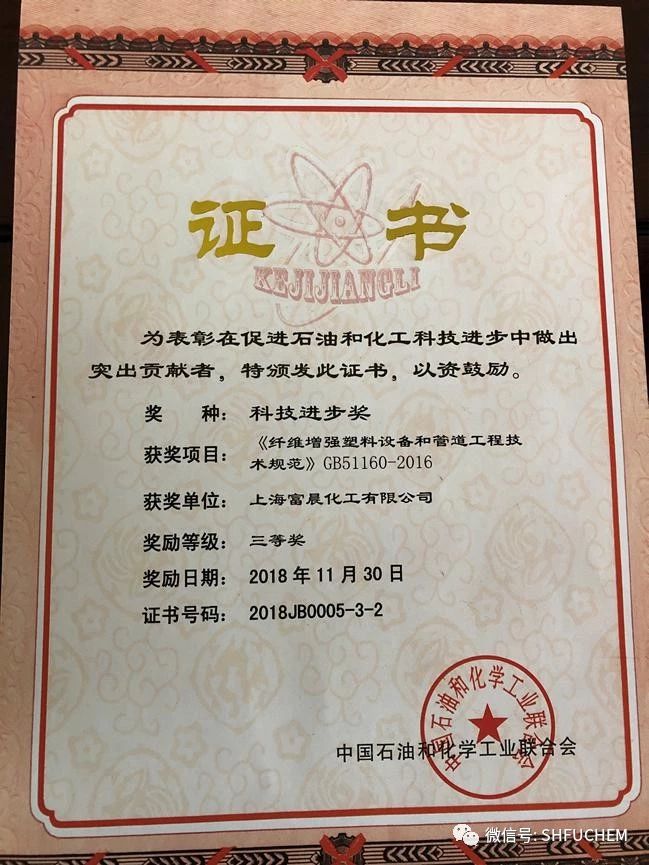 证书
KEJIJIANGLI
为表彰在促进石油和化工科技进步中做出
突出贡献者，特颁发此证书，以资鼓励。
奖　　种：科技进步奖
获奖项目：《纤维增强塑料设备和管道工程技
术规范》GB51160-2016
获奖单位：上海富晨化工有限公司
奖励等级：三等奖
奖励日期：2018年11月30日
证书号码：2018JB0005-3-2
中国石油和化学工业联合会
中国石油和化学工业联合会
微信号: SHFUCHEM